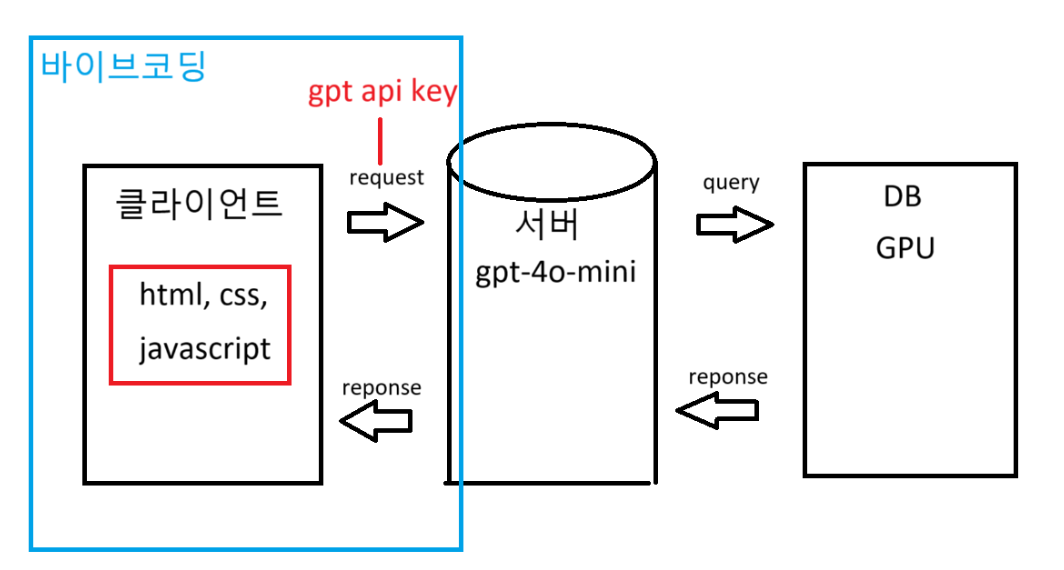 바이브코딩
gpt api key
클라이언트
html, css,
javascript
request
reponse
서버
gpt-4o-mini
query
reponse
DB
GPU